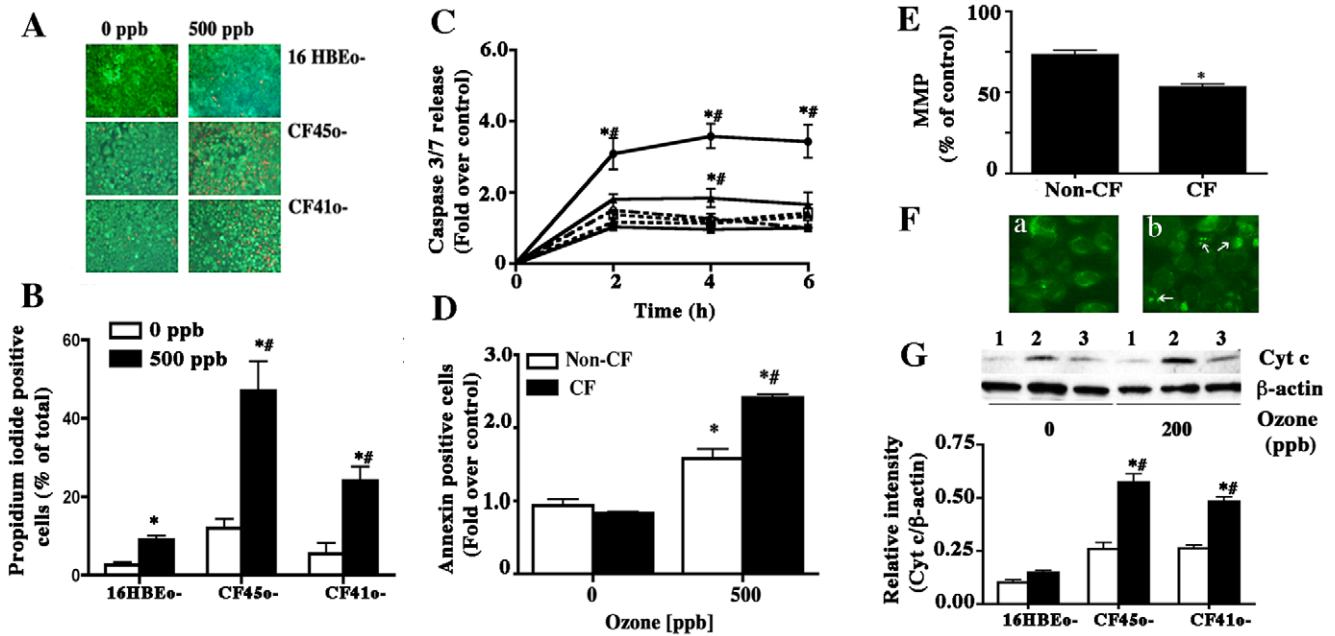 A
0 ppb 500 ppb
16 HBEo-
CF45o-
CF41o-
B
Propidium iodide positive
cells (% of total)
60
40
20
0
0 ppb
500 ppb
*
*#
*#
16HBEo- CF45o- CF41o-
C
Caspase 3/7 release
(Fold over control)
6.0
4.0
2.0
0
*#
*#
*#
*#
0 2 4 6
Time (h)
D
Annexin positive cells
(Fold over control)
3.0
2.0
1.0
0
Non-CF
CF
*
*#
0 500
Ozone [ppb]
E
MMP
(% of control)
75
50
25
0
*
Non-CF CF
F
a b
G
1 2 3 1 2 3
Cyt c
β-actin
0 200
Ozone
(ppb)
Relative intensity
(Cyt c/β-actin)
0.75
0.50
0.25
0.00
*#
*#
16HBEo- CF45o- CF41o-